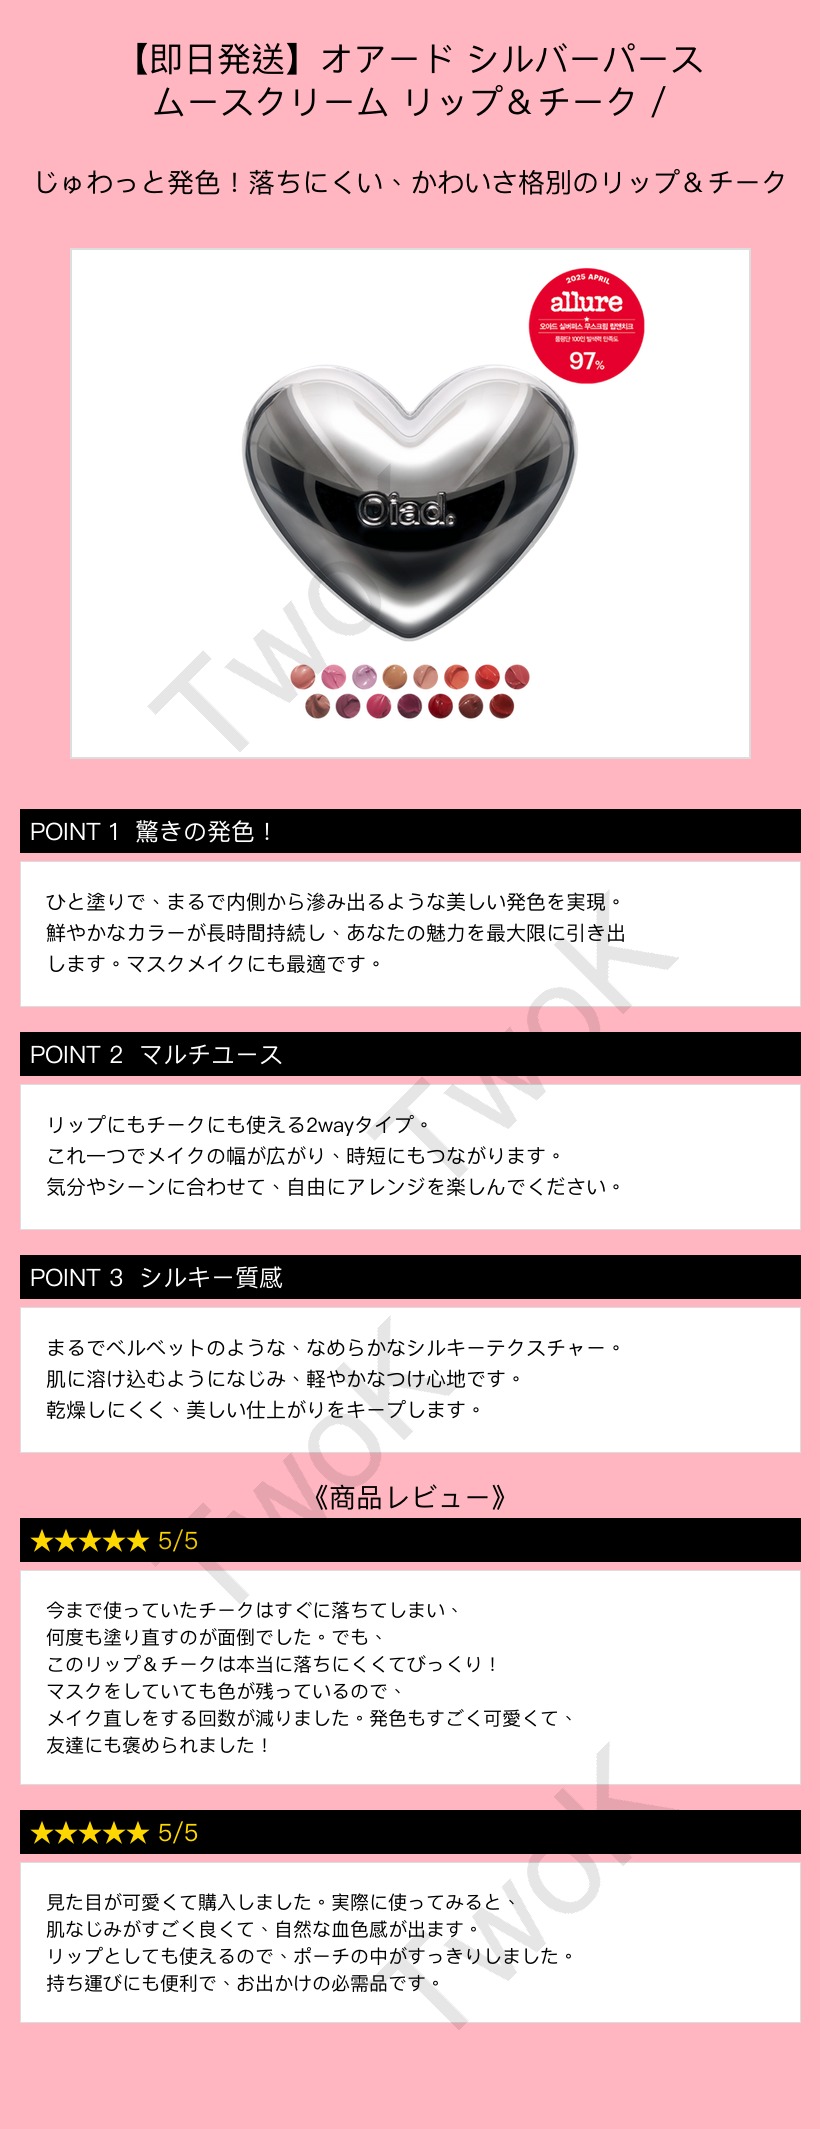 【即日発送】オアード シルバーパース
ムースクリーム リップ＆チーク /
じゅわっと発色！落ちにくい、かわいさ格別のリップ＆チーク
2025 APRIL
allure
오아드 실버퍼스 무스크림 립앤치크
품평단 100인 발색력 만족도
97%
Oiad.
TwoK
POINT 1 驚きの発色！
ひと塗りで、まるで内側から滲み出るような美しい発色を実現。
鮮やかなカラーが長時間持続し、あなたの魅力を最大限に引き出
します。マスクメイクにも最適です。
TwoK
POINT 2 マルチユース
リップにもチークにも使える2wayタイプ。
これ一つでメイクの幅が広がり、時短にもつながります。
気分やシーンに合わせて、自由にアレンジを楽しんでください。
POINT 3 シルキー質感
まるでベルベットのような、なめらかなシルキーテクスチャー。
肌に溶け込むようになじみ、軽やかなつけ心地です。
乾燥しにくく、美しい仕上がりをキープします。
TwoK
《商品レビュー》
★★★★★ 5/5
今まで使っていたチークはすぐに落ちてしまい、
何度も塗り直すのが面倒でした。でも、
このリップ＆チークは本当に落ちにくくてびっくり！
マスクをしていても色が残っているので、
メイク直しをする回数が減りました。発色もすごく可愛くて、
友達にも褒められました！
★★★★★ 5/5
見た目が可愛くて購入しました。実際に使ってみると、
肌なじみがすごく良くて、自然な血色感が出ます。
リップとしても使えるので、ポーチの中がすっきりしました。
持ち運びにも便利で、お出かけの必需品です。
TwoK